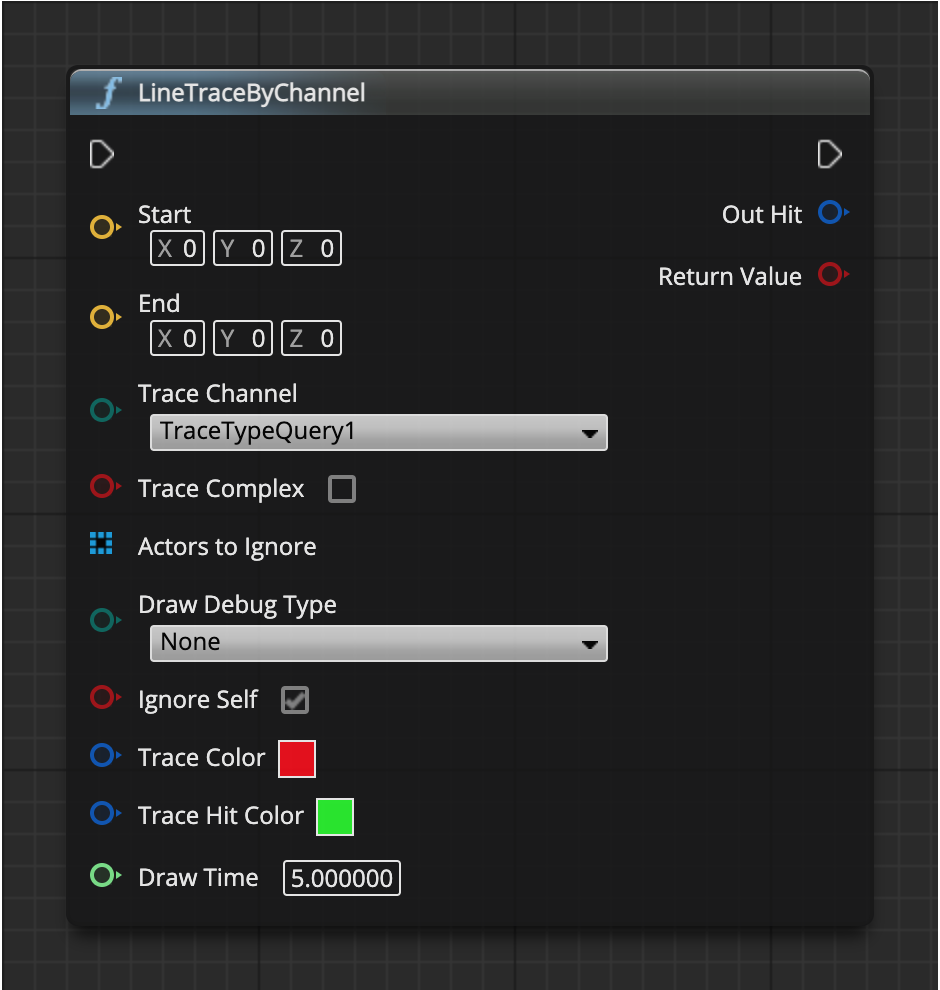 LineTraceByChannel
Start
X 0 Y 0 Z 0
Out Hit
Return Value
End
X 0 Y 0 Z 0
Trace Channel
TraceTypeQuery1
Trace Complex
Actors to Ignore
Draw Debug Type
None
Ignore Self
Trace Color
Trace Hit Color
Draw Time 5.000000